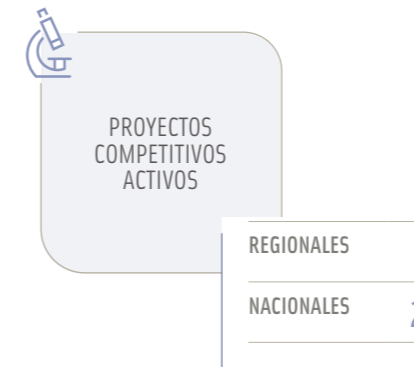 PROYECTOS
COMPETITIVOS
ACTIVOS
REGIONALES
NACIONALES